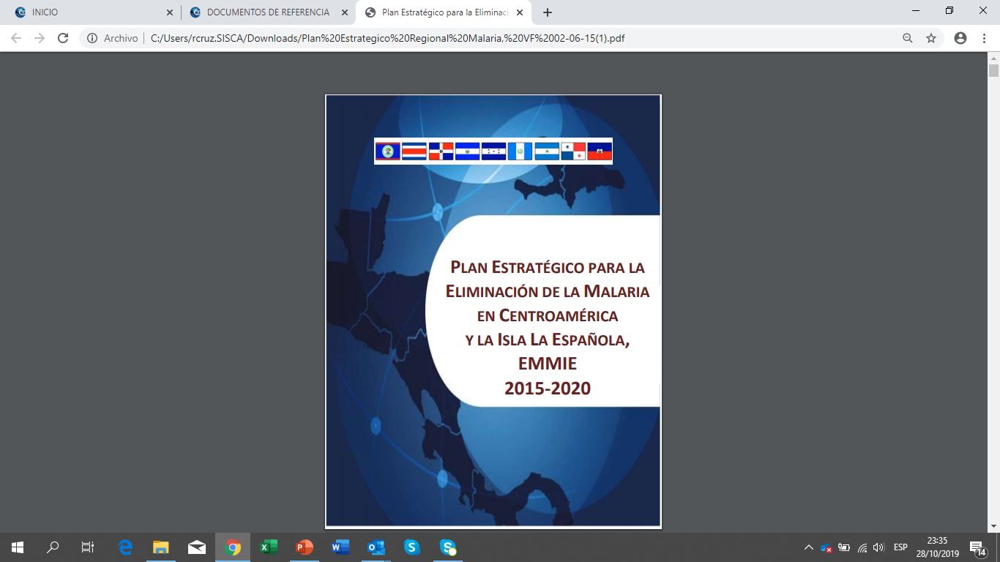 INICIO
DOCUMENTOS DE REFERENCIA
Plan Estratégico para la Eliminaci
Archivo
C:/Users/rcruz.SISCA/Downloads/Plan%20Estrategico%20Regional%20Malaria,%20VF%2002-06-15(1).pdf
PLAN ESTRATÉGICO PARA LA
ELIMINACIÓN DE LA MALARIA
EN CENTROAMÉRICA
Y LA ISLA LA ESPAÑOLA,
EMMIE
2015-2020
ESP
23:35
28/10/2019
14